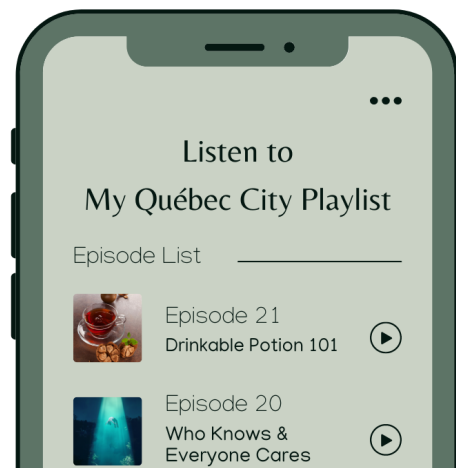 Listen to
My Québec City Playlist
Episode List
Episode 21
Drinkable Potion 101
Episode 20
Who Knows &
Everyone Cares